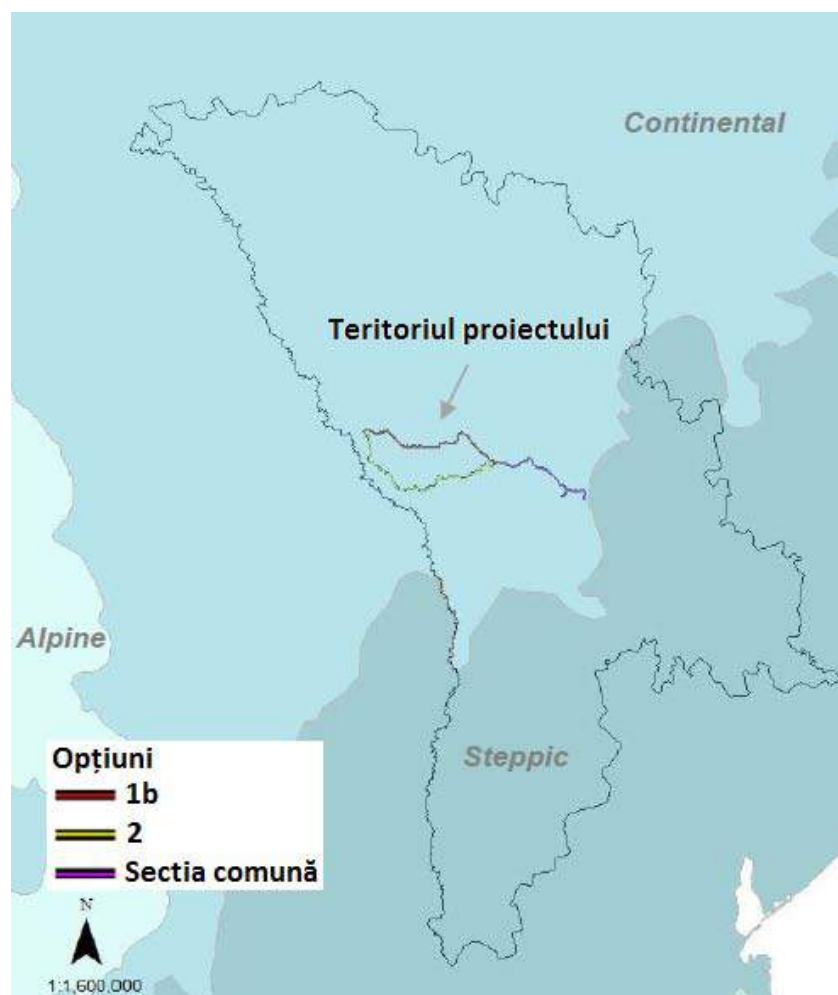 Continental
Teritoriul proiectului
Alpine
Steppic
Opțiuni
1b
2
Sectia comună
N
1:1,600,000